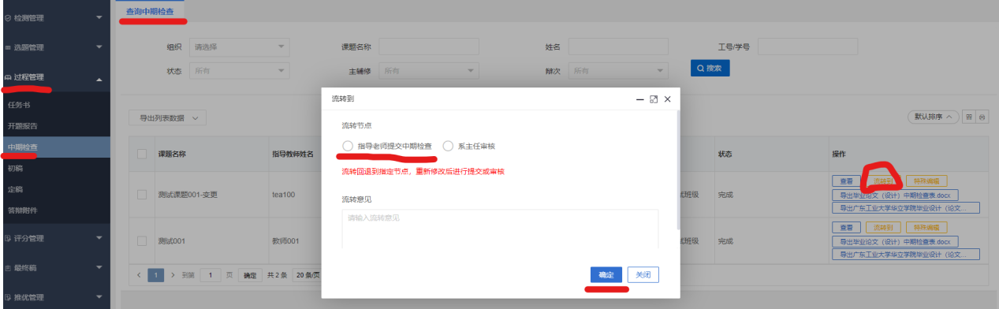 检测管理
选题管理
过程管理
任务书
开题报告
中期检查
初稿
定稿
答辩附件
评分管理
最终稿
推优管理
查询中期检查
组织 请选择 课题名称 姓名 工号/学号
状态 所有 主辅修 所有 辩次 所有 搜索
导出列表数据 默认排序
课题名称 指导教师姓名 状态 操作
测试课题001-变更 tea100 式班级 完成 查看 流转到 特殊编辑
导出毕业论文（设计）中期检查表.docx
导出广东工业大学华立学院毕业设计（论文...
测试001 教师001 式班级 完成 查看 流转到 特殊编辑
导出毕业论文（设计）中期检查表.docx
导出广东工业大学华立学院毕业设计（论文...
1 到第 1 页 确定 共 2 条 20 条/页
流转到
流转节点
指导老师提交中期检查 系主任审核
流转回退到指定节点，重新修改后进行提交或审核
流转意见
请输入流转意见
确定 关闭